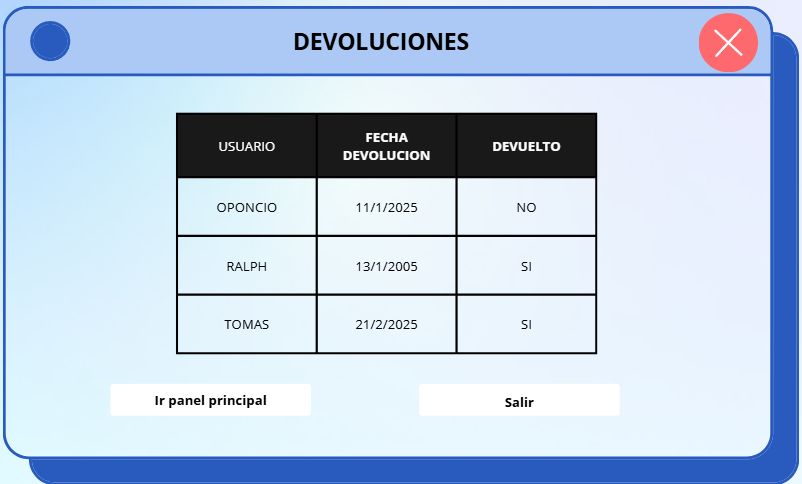 DEVOLUCIONES
USUARIO
FECHA
DEVOLUCION
DEVUELTO
OPONCIO
11/1/2025
NO
RALPH
13/1/2005
SI
TOMAS
21/2/2025
SI
Ir panel principal
Salir